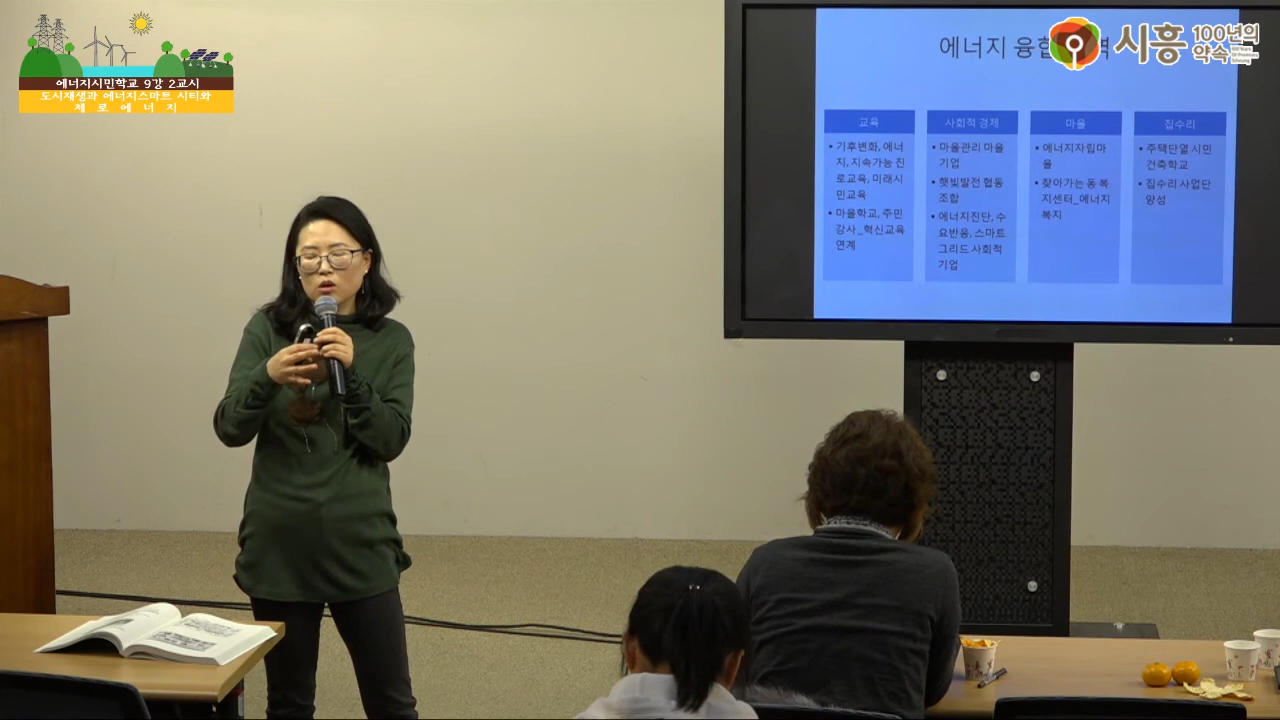 에너지시민학교 9강 2교시
도시재생과 에너지스마트 시티와
제 로 에 너 지
시흥 100년의
약속
에너지 융합
교육
• 기후변화, 에너
지, 지속가능 진
로교육, 미래시
민교육
• 마을학교, 주민
강사_혁신교육
연계
사회적 경제
• 마을관리 마을
기업
• 햇빛발전 협동
조합
• 에너지진단, 수
요반응, 스마트
그리드 사회적
기업
마을
• 에너지자립마
을
• 찾아가는 동 복
지센터_에너지
복지
집수리
• 주택단열 시민
건축학교
• 집수리 사업단
양성